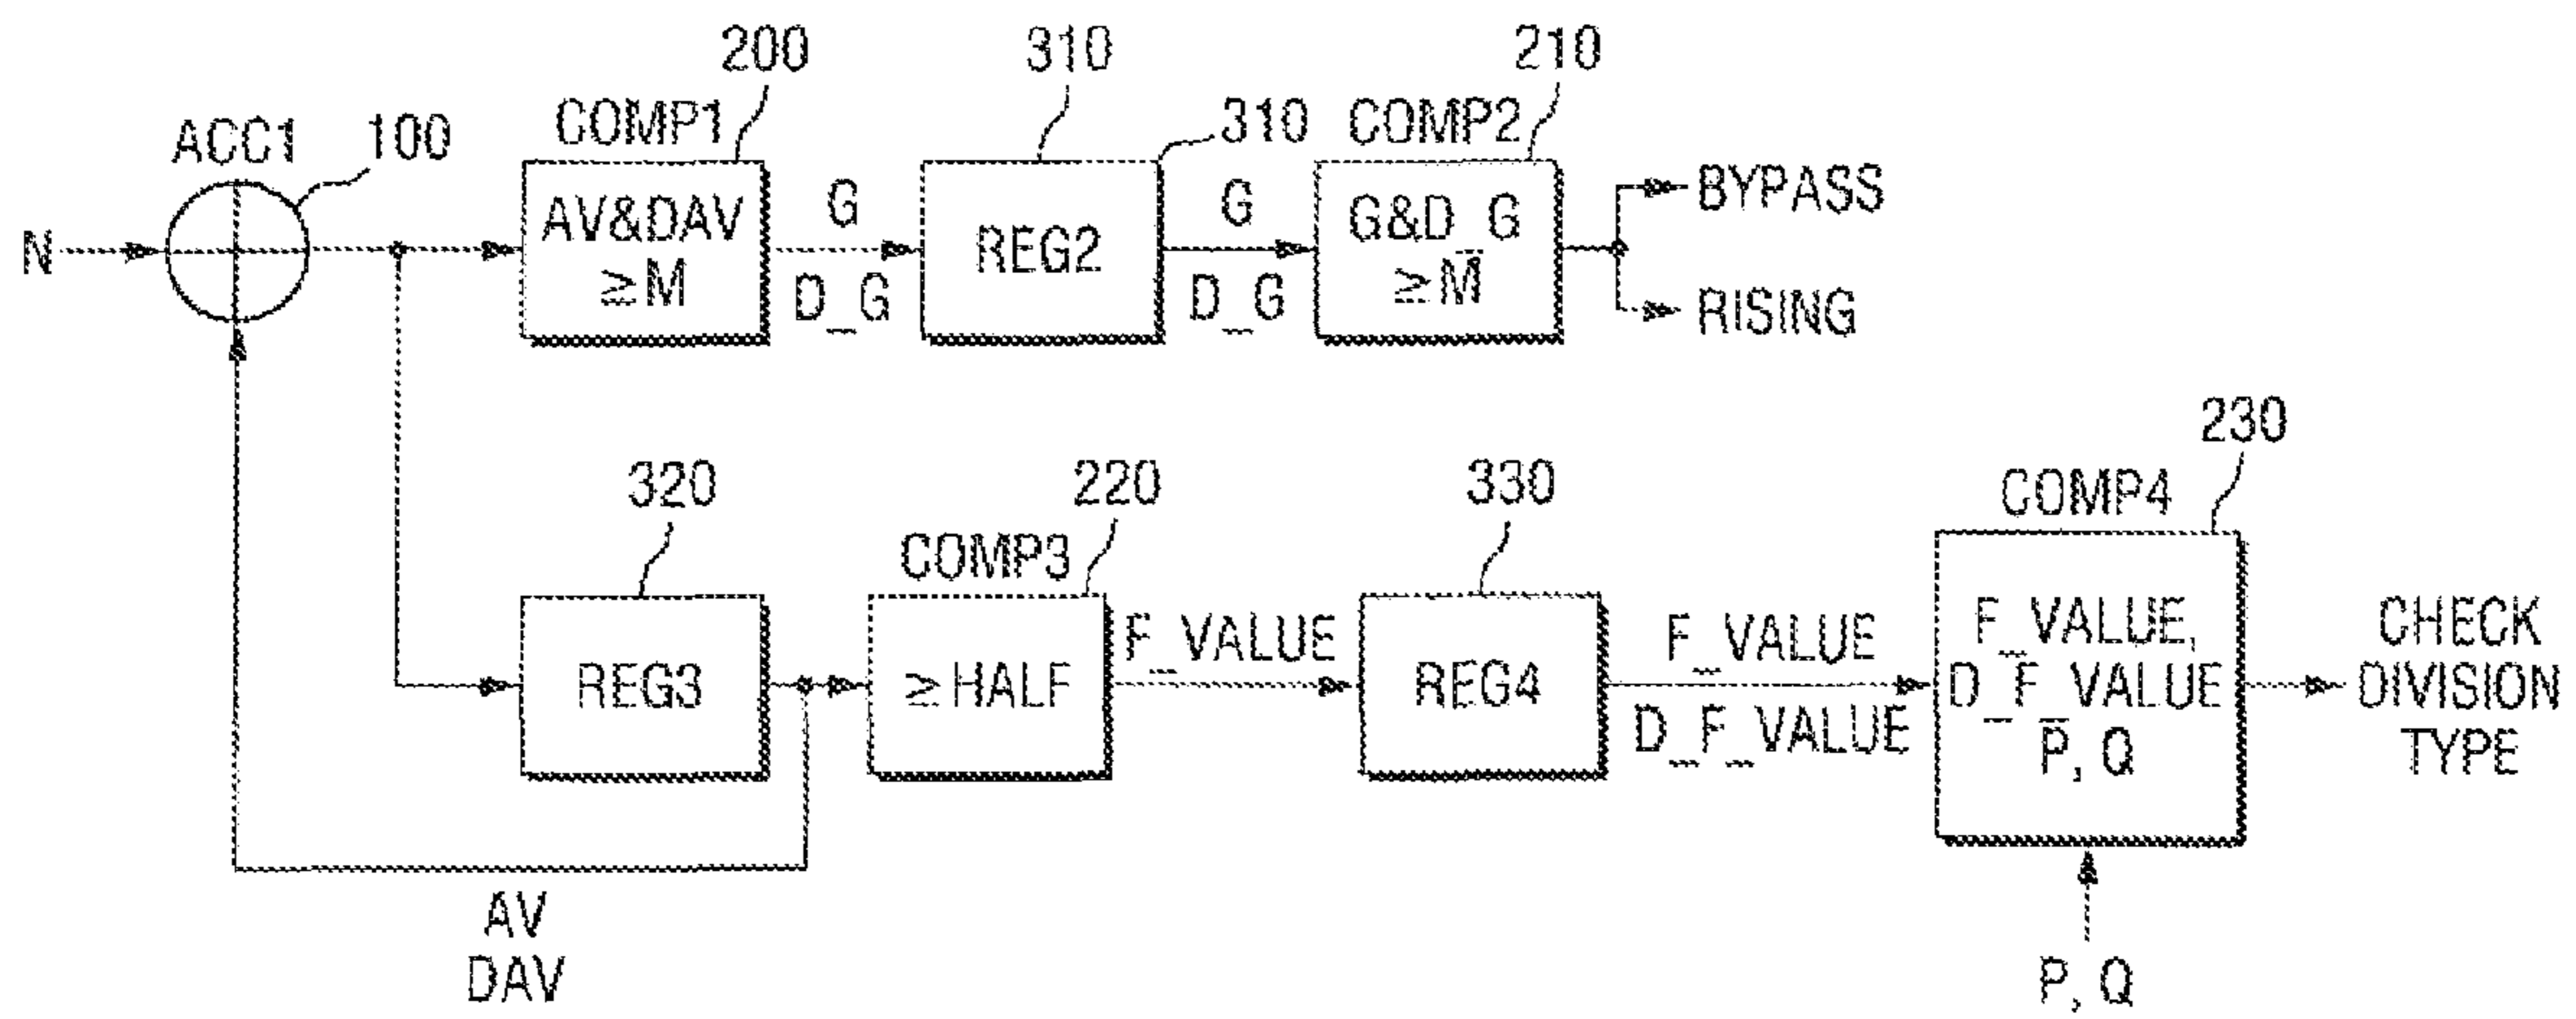 200
310
210
COMP1
310
COMP2
ACC1
100
N
AV&DAV
≥M
G
D_G
REG2
G
D_G
G&D_G
≥M
BYPASS
RISING
320
220
330
230
COMP3
COMP4
REG3
≥HALF
F_VALUE
REG4
F_VALUE
D_F_VALUE
F_VALUE,
D_F_VALUE
P, Q
CHECK
DIVISION
TYPE
AV
DAV
P, Q